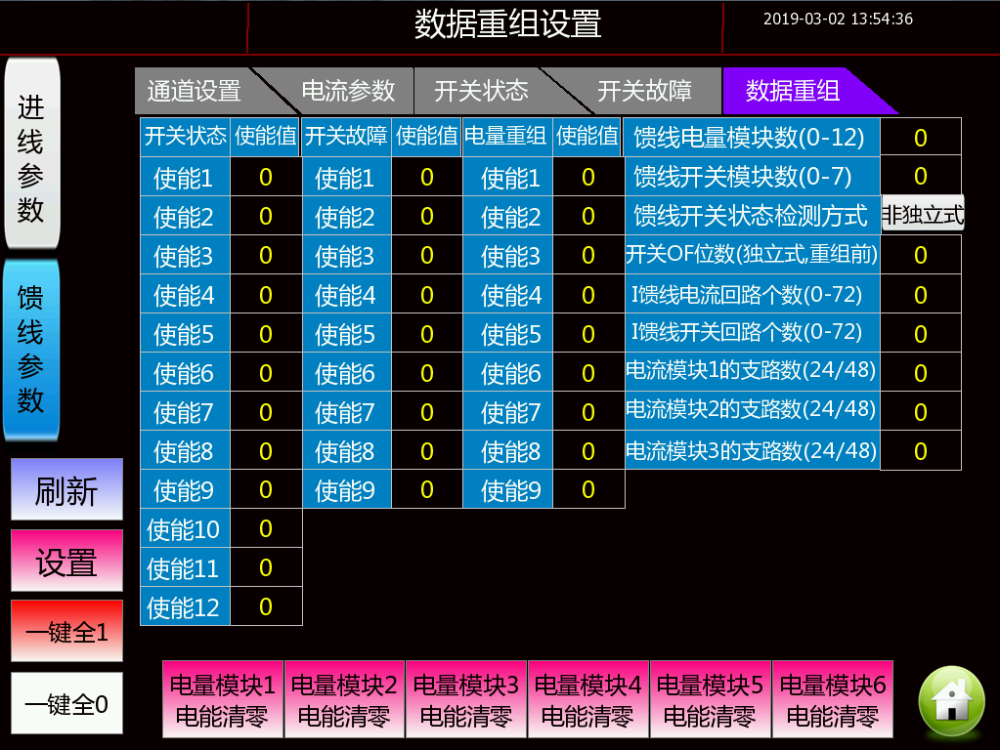 数据重组设置
2019-03-02 13:54:36
进线参数
馈线参数
刷新
设置
一键全1
一键全0
通道设置 电流参数 开关状态 开关故障 数据重组
开关状态 使能值 开关故障 使能值 电量重组 使能值 馈线电量模块数(0-12) 0
使能1 0 使能1 0 使能1 0 馈线开关模块数(0-7) 0
使能2 0 使能2 0 使能2 0 馈线开关状态检测方式 非独立式
使能3 0 使能3 0 使能3 0 开关OF位数(独立式,重组前) 0
使能4 0 使能4 0 使能4 0 I馈线电流回路个数(0-72) 0
使能5 0 使能5 0 使能5 0 I馈线开关回路个数(0-72) 0
使能6 0 使能6 0 使能6 0 电流模块1的支路数(24/48) 0
使能7 0 使能7 0 使能7 0 电流模块2的支路数(24/48) 0
使能8 0 使能8 0 使能8 0 电流模块3的支路数(24/48) 0
使能9 0 使能9 0 使能9 0
使能10 0
使能11 0
使能12 0
电量模块1 电量模块2 电量模块3 电量模块4 电量模块5 电量模块6
电能清零 电能清零 电能清零 电能清零 电能清零 电能清零